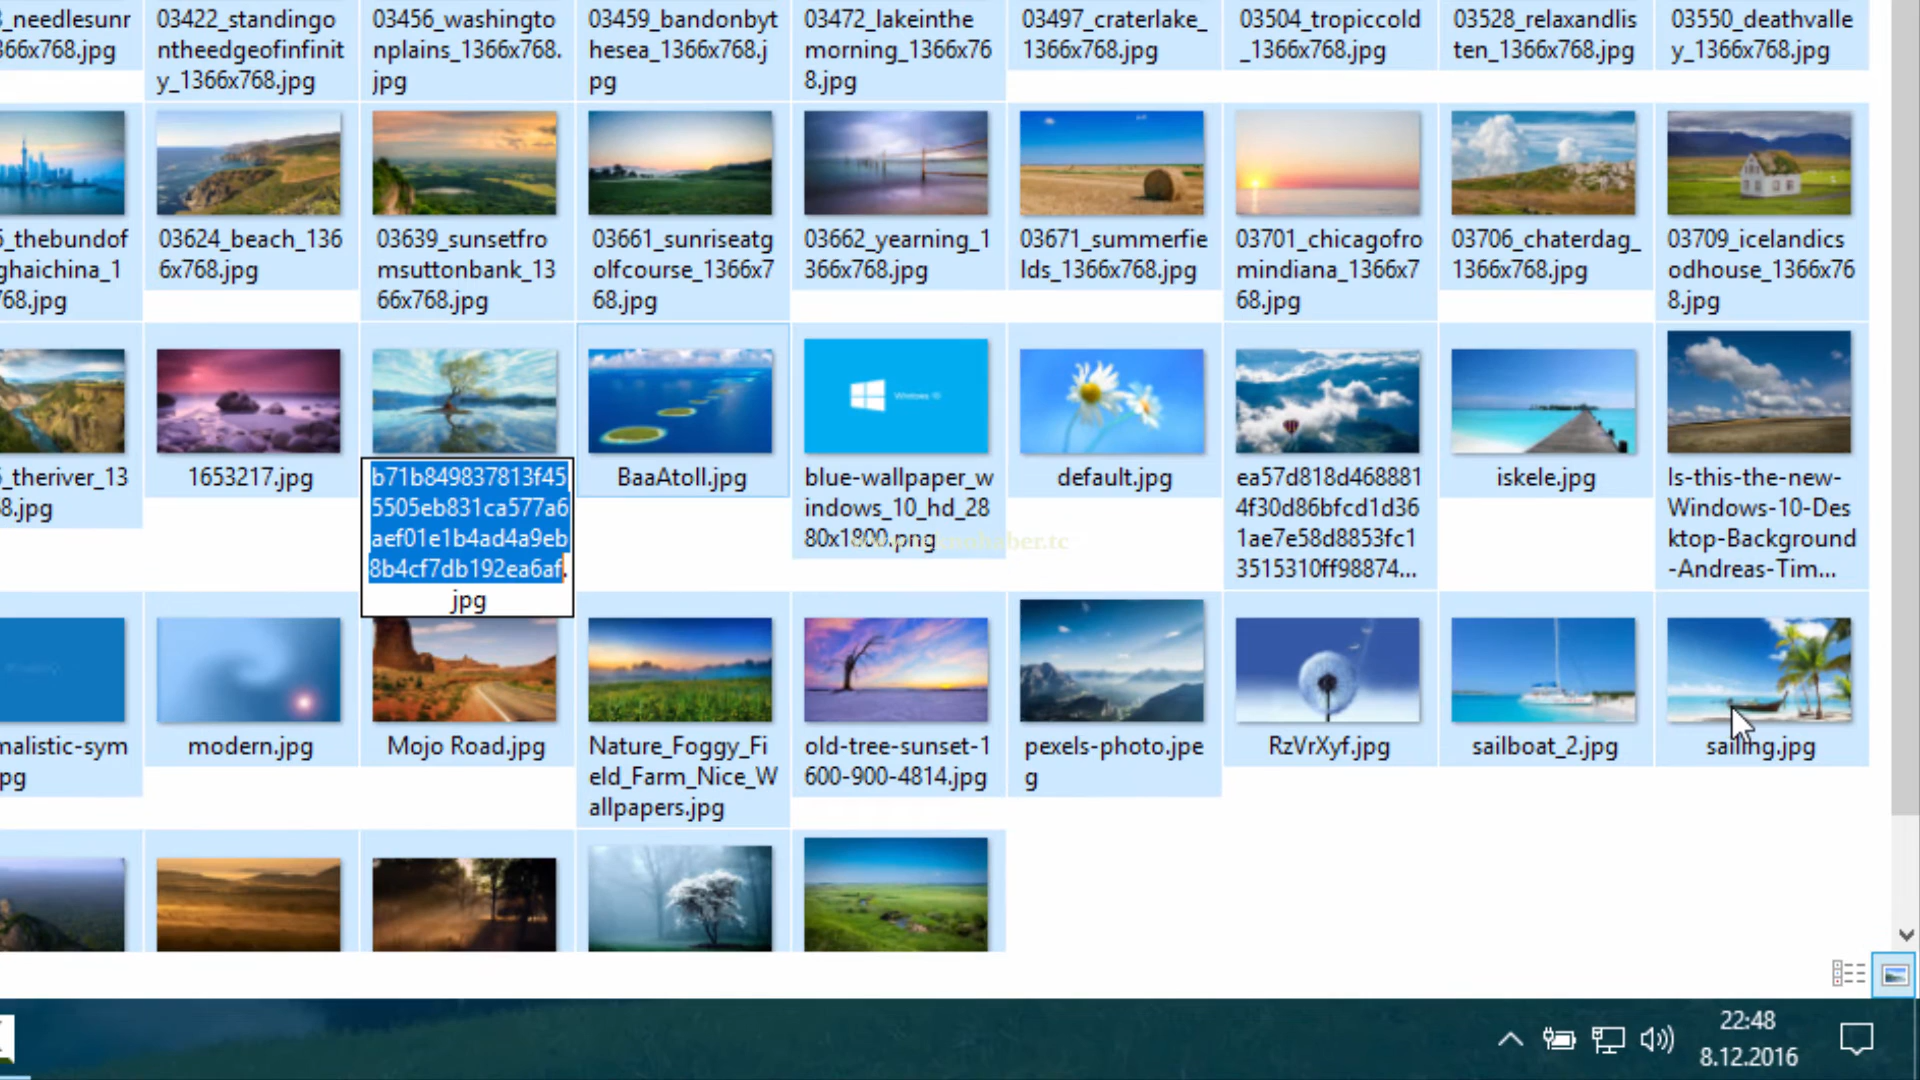 _needlesunr
366x768.jpg
03422_standingo
ntheedgeofinfinit
y_1366x768.jpg
03456_washingto
nplains_1366x768.
jpg
03459_bandonbyt
hesea_1366x768.j
pg
03472_lakeinthe
morning_1366x76
8.jpg
03497_craterlake_
1366x768.jpg
03504_tropiccold
_1366x768.jpg
03528_relaxandlis
ten_1366x768.jpg
03550_deathvalle
y_1366x768.jpg
_thebundof
ghaichina_1
68.jpg
03624_beach_136
6x768.jpg
03639_sunsetfro
msuttonbank_13
66x768.jpg
03661_sunriseatg
olfcourse_1366x7
68.jpg
03662_yearning_1
366x768.jpg
03671_summerfie
lds_1366x768.jpg
03701_chicagofro
mindiana_1366x7
68.jpg
03706_chaterdag_
1366x768.jpg
03709_icelandics
odhouse_1366x76
8.jpg
_theriver_13
8.jpg
1653217.jpg
b71b849837813f45
5505eb831ca577a6
aef01e1b4ad4a9eb
8b4cf7db192ea6af.
jpg
BaaAtoll.jpg
Windows 10
blue-wallpaper_w
indows_10_hd_28
80x1800.png
default.jpg
ea57d818d468881
4f30d86bfcd1d36
1ae7e58d8853fc1
3515310ff98874...
iskele.jpg
Is-this-the-new-
Windows-10-Des
ktop-Background
-Andreas-Tim...
malistic-sym
pg
modern.jpg
Mojo Road.jpg
Nature_Foggy_Fi
eld_Farm_Nice_W
allpapers.jpg
old-tree-sunset-1
600-900-4814.jpg
pexels-photo.jpe
g
RzVrXyf.jpg
sailboat_2.jpg
sailing.jpg
22:48
8.12.2016